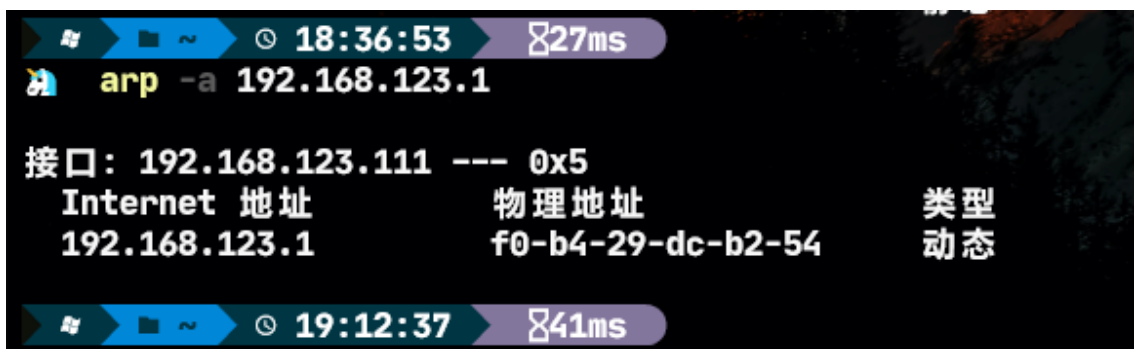 ~ 18:36:53 27ms
arp -a 192.168.123.1
接口: 192.168.123.111 --- 0x5
Internet 地址 物理地址 类型
192.168.123.1 f0-b4-29-dc-b2-54 动态
~ 19:12:37 41ms